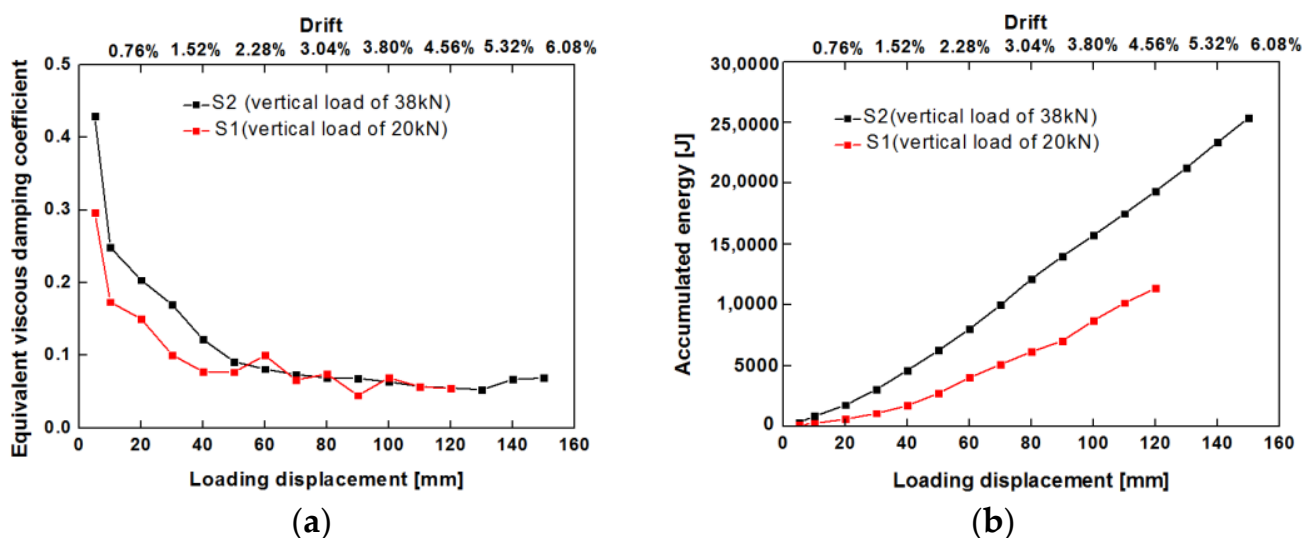 Drift
0.76% 1.52% 2.28% 3.04% 3.80% 4.56% 5.32% 6.08%
0.5
0.4
0.3
0.2
0.1
0.0
Equivalent viscous damping coefficient
S2 (vertical load of 38kN)
S1(vertical load of 20kN)
20 40 60 80 100 120 140 160
Loading displacement [mm]
(a)
Drift
0.76% 1.52% 2.28% 3.04% 3.80% 4.56% 5.32% 6.08%
30,0000
25,0000
20,0000
15,0000
1,0000
5000
0
Accumulated energy [J]
S2(vertical load of 38kN)
S1(vertical load of 20kN)
0 20 40 60 80 100 120 140 160
Loading displacement [mm]
(b)